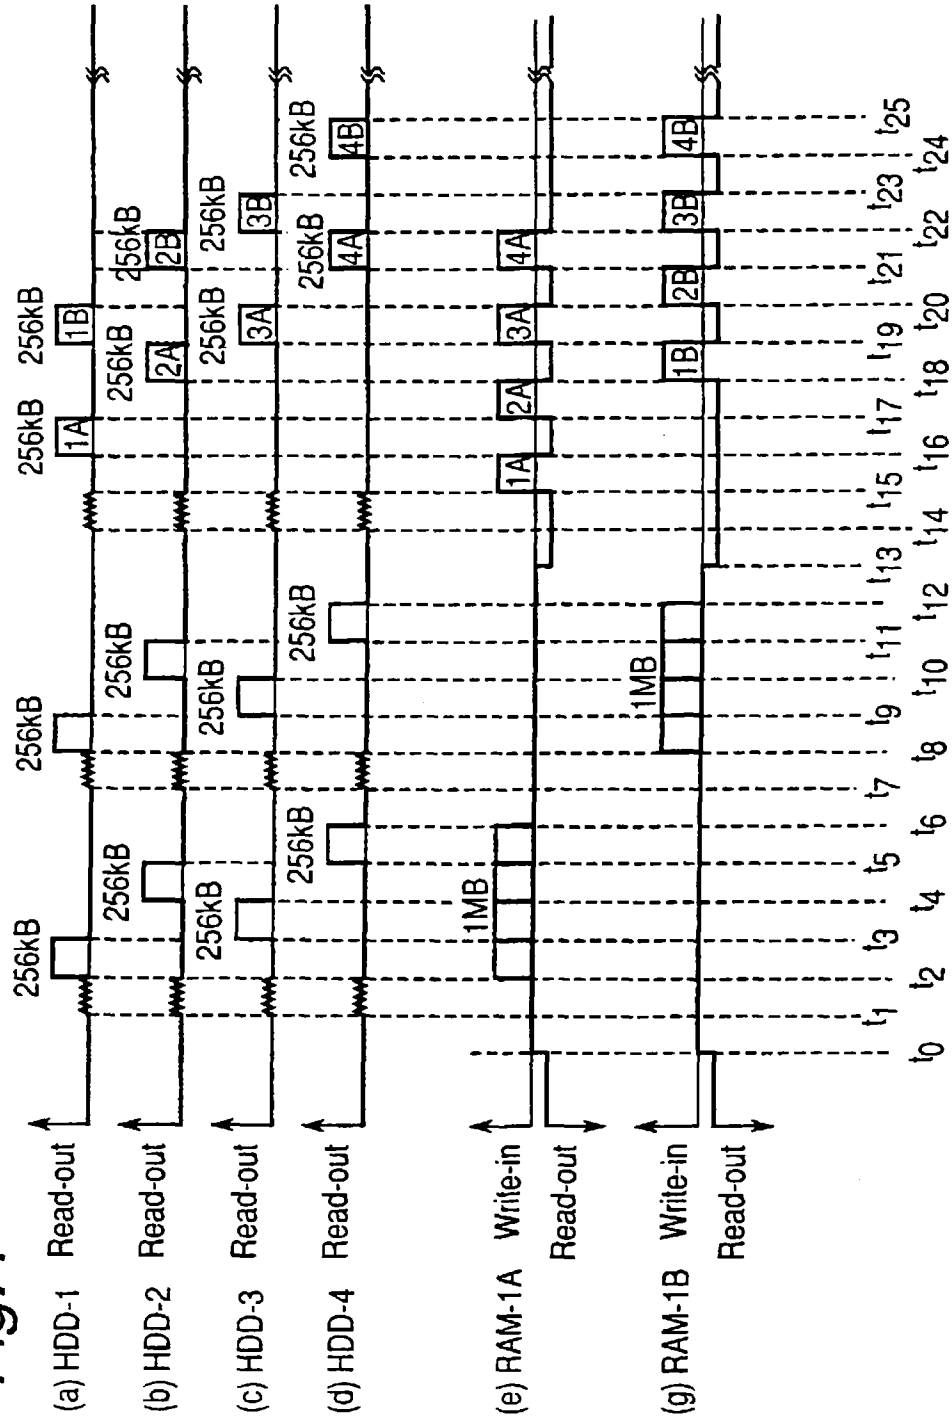 Fig.
256kB 256kB 256kB 256kB
(a) HDD-1 Read-out 1A 1B
256kB 256kB 256kB 256kB
(b) HDD-2 Read-out 2A 2B
256kB 256kB 256kB 256kB
(c) HDD-3 Read-out 3A 3B
256kB 256kB 256kB 256kB
(d) HDD-4 Read-out 4A 4B
1MB
(e) RAM-1A Write-in 1A 2A 3A 4A
Read-out
1MB
(g) RAM-1B Write-in 1B 2B 3B 4B
Read-out
t1 t3 t5 t7 t9 t11 t13 t15 t17 t19 t21 t23 t25
t0 t2 t4 t6 t8 t10 t12 t14 t16 t18 t20 t22 t24